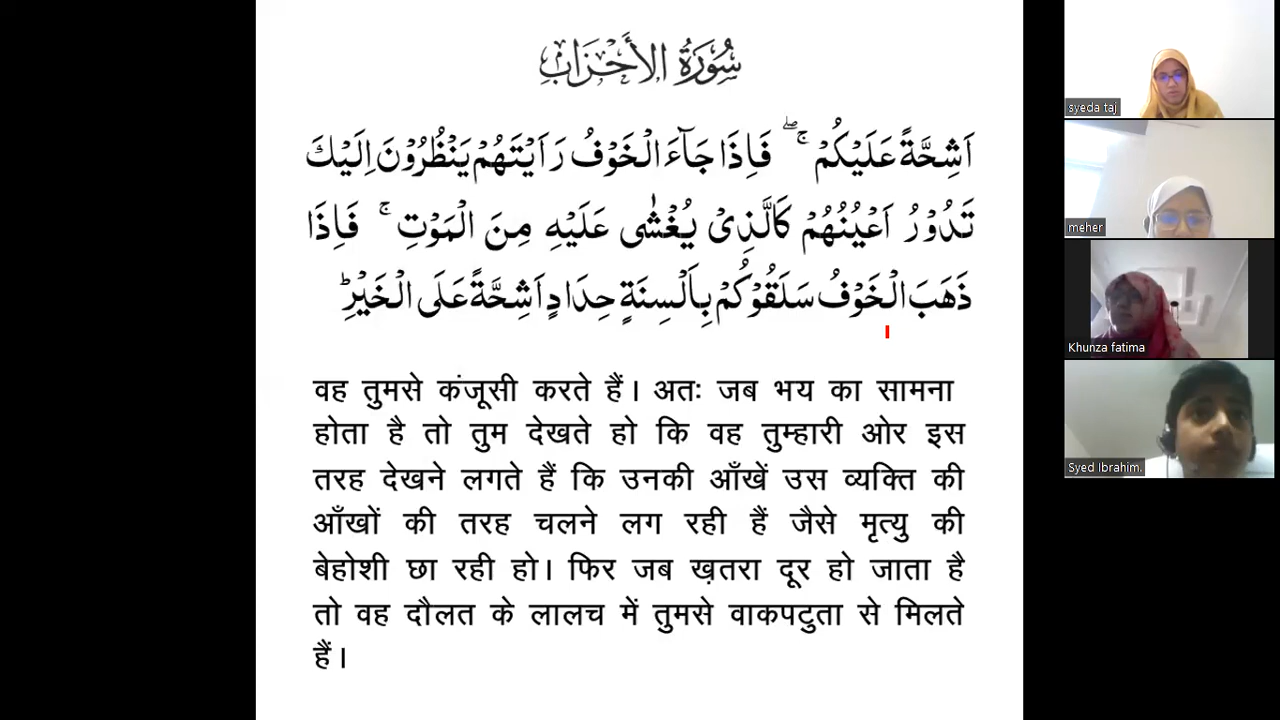 سُوْرَةُ الأَحْزَاب
اَشِحَّةً عَلَيْكُمْ ۚۖ فَاِذَا جَآءَ الْخَوْفُ رَاَيْتَهُمْ يَنْظُرُوْنَ اِلَيْكَ
تَدُوْرُ اَعْيُنُهُمْ كَالَّذِىْ يُغْشٰى عَلَيْهِ مِنَ الْمَوْتِ ۚ فَاِذَا
ذَهَبَ الْخَوْفُ سَلَقُوْكُمْ بِاَلْسِنَةٍ حِدَادٍ اَشِحَّةً عَلَى الْخَيْرِؕ
वह तुमसे कंजूसी करते हैं। अतः जब भय का सामना
होता है तो तुम देखते हो कि वह तुम्हारी ओर इस
तरह देखने लगते हैं कि उनकी आँखें उस व्यक्ति की
आँखों की तरह चलने लग रही हैं जैसे मृत्यु की
बेहोशी छा रही हो। फिर जब ख़तरा दूर हो जाता है
तो वह दौलत के लालच में तुमसे वाकपटुता से मिलते
हैं।
syeda taj
meher
Khunza fatima
Syed Ibrahim.